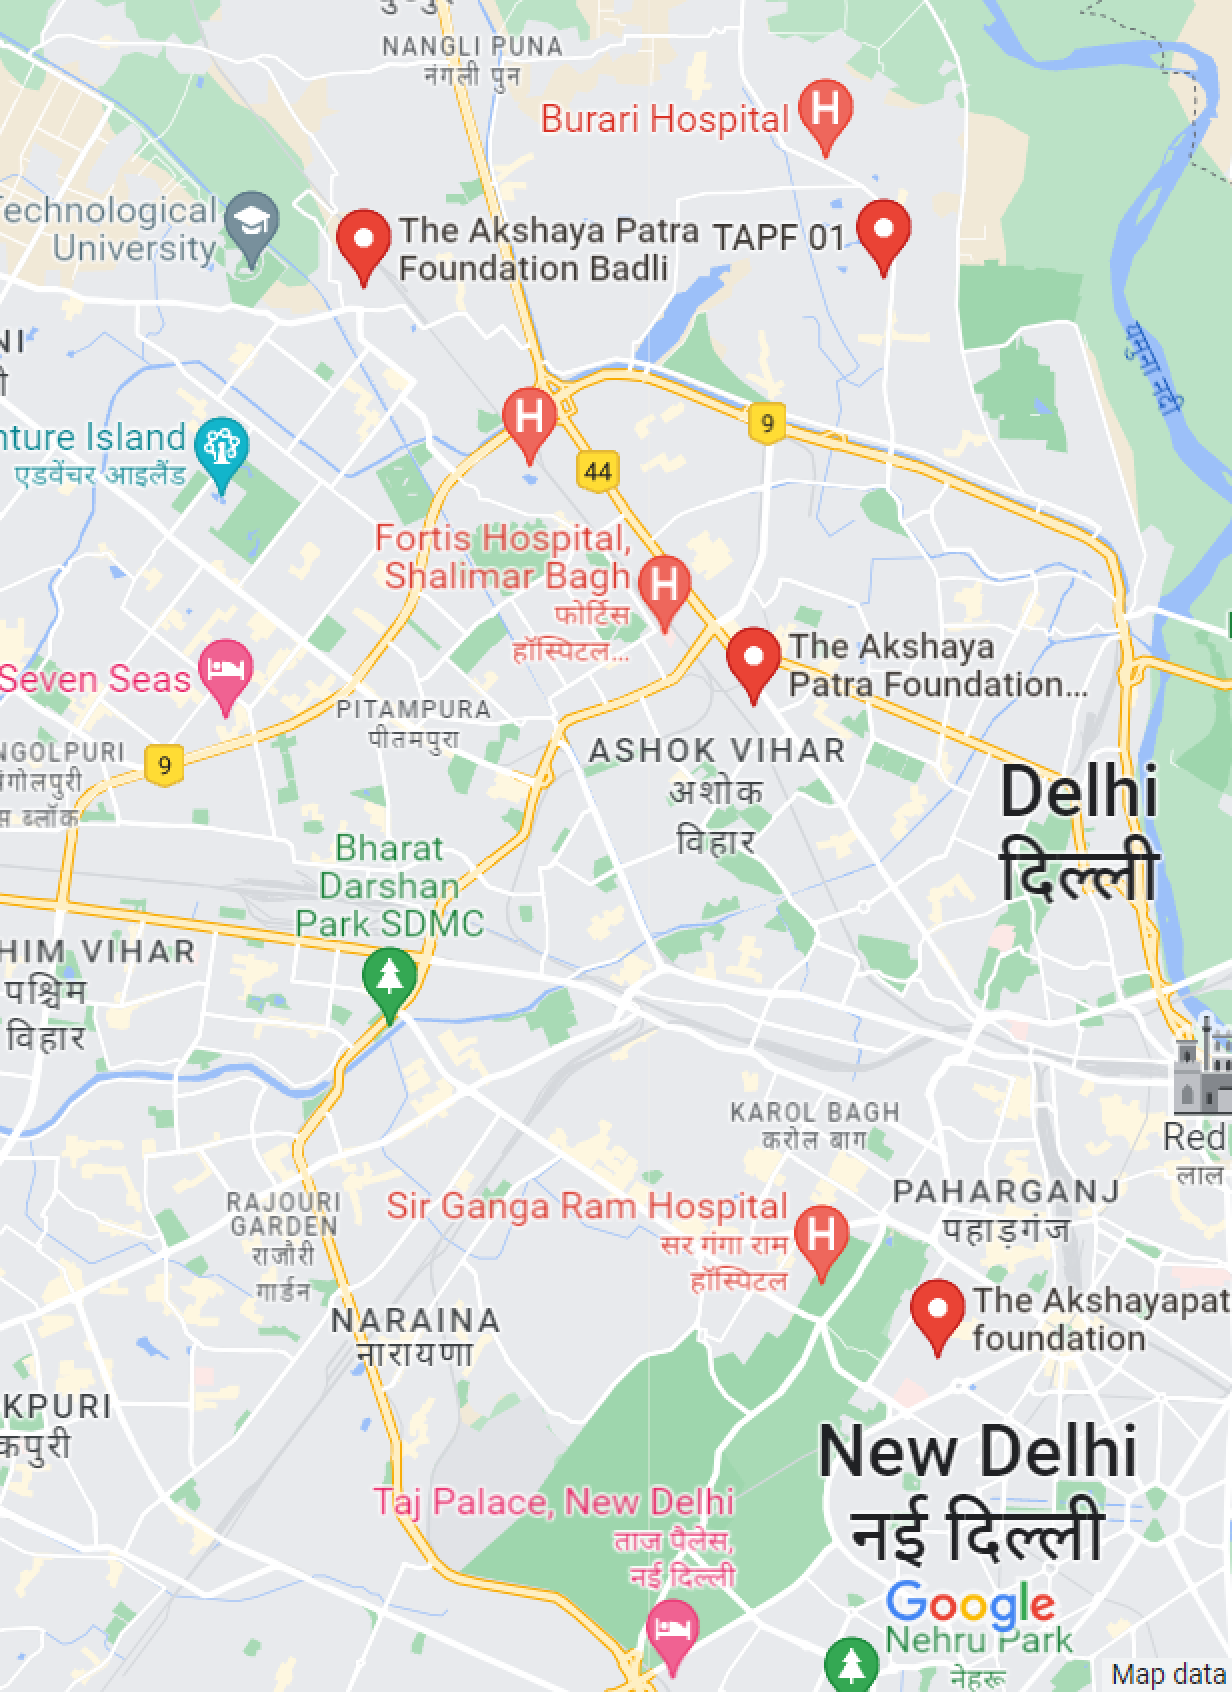 NANGLI PUNA
नंगली पुन
Burari Hospital
Technological
University
The Akshaya Patra
Foundation Badli
TAPF 01
NI
यमुना नदी
9
44
nture Island
एडवेंचर आइलैंड
Fortis Hospital,
Shalimar Bagh
फोर्टिस
हॉस्पिटल...
The Akshaya
Patra Foundation...
Seven Seas
PITAMPURA
पीतमपुरा
NGOLPURI
मंगोलपुरी
स ब्लॉक
9
ASHOK VIHAR
अशोक
विहार
Delhi
दिल्ली
Bharat
Darshan
Park SDMC
HIM VIHAR
पश्चिम
विहार
KAROL BAGH
करोल बाग
Red
लाल
PAHARGANJ
पहाड़गंज
RAJOURI
GARDEN
राजौरी
गार्डन
Sir Ganga Ram Hospital
सर गंगा राम
हॉस्पिटल
NARAINA
नारायणा
The Akshayapat
foundation
KPURI
कपुरी
New Delhi
नई दिल्ली
Taj Palace, New Delhi
ताज पैलेस,
नई दिल्ली
Google
Nehru Park
नेहरू
Map data